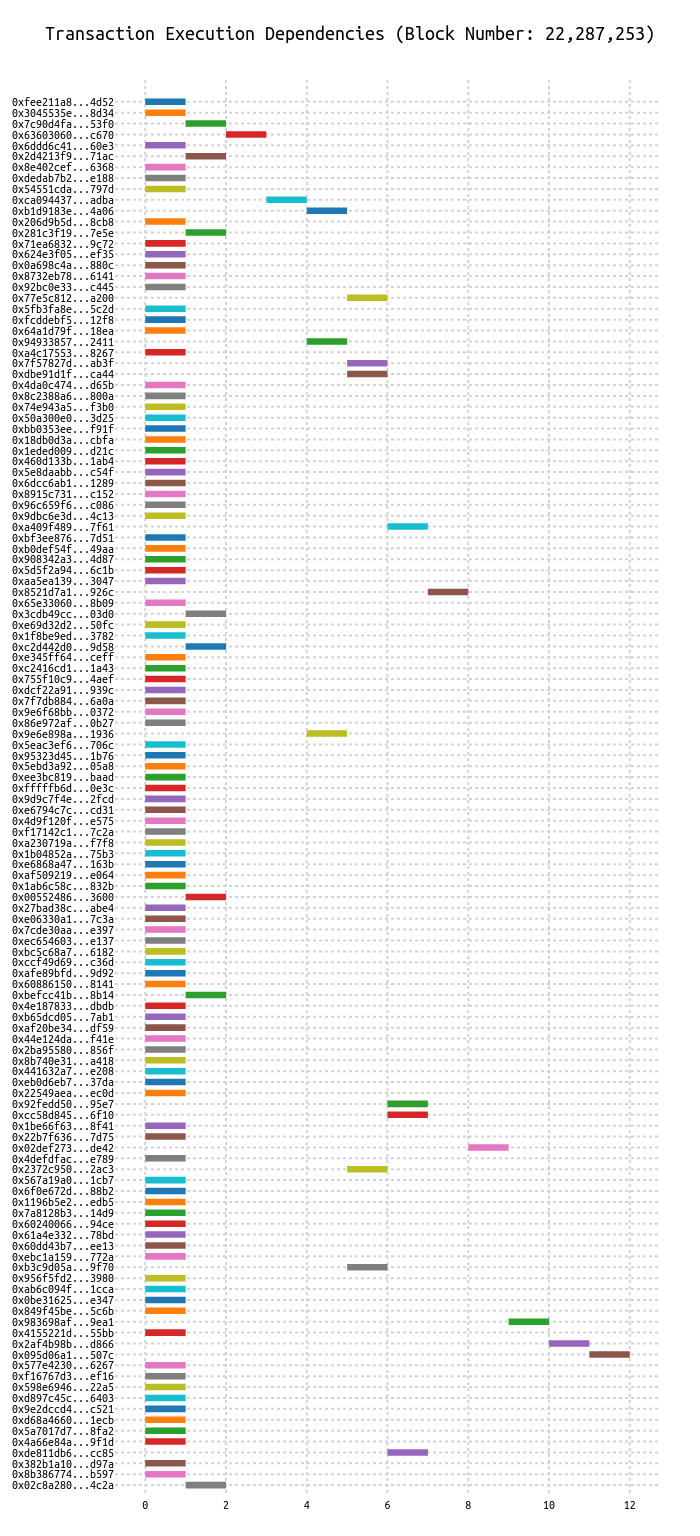 Transaction Execution Dependencies (Block Number: 22,287,253)
0xfee211a8...4d52
0x3045535e...8d34
0x7c90d4fa...53f0
0x63603060...c670
0x6ddd6c41...60e3
0x2d4213f9...71ac
0x8e402cef...6368
0xdedab7b2...e188
0x54551cda...797d
0xca094437...adba
0xb1d9183e...4a06
0x206d9b5d...8cb8
0x281c3f19...7e5e
0x71ea6832...9c72
0x624e3f05...ef35
0x0a698c4a...880c
0x8732eb78...6141
0x92bc0e33...c445
0x77e5c812...a200
0x5fb3fa8e...5c2d
0xfcddebf5...12f8
0x64a1d79f...18ea
0x94933857...2411
0xa4c17553...8267
0x7f57827d...ab3f
0xdbe91d1f...ca44
0x4da0c474...d65b
0x8c2388a6...800a
0x74e943a5...f3b0
0x50a300e0...3d25
0xbb0353ee...f91f
0x18db0d3a...cbfa
0x1eded009...d21c
0x460d133b...1ab4
0x5e8daabb...c54f
0x6dcc6ab1...1289
0x8915c731...c152
0x96c659f6...c086
0x9dbc6e3d...4c13
0xa409f489...7f61
0xbf3ee876...7d51
0xb0def54f...49aa
0x908342a3...4d87
0x5d5f2a94...6c1b
0xaa5ea139...3047
0x8521d7a1...926c
0x65e33060...8b09
0x3cdb49cc...03d0
0xe69d32d2...50fc
0x1f8be9ed...3782
0xc2d442d0...9d58
0xe345ff64...ceff
0xc2416cd1...1a43
0x755f10c9...4aef
0xdcf22a91...939c
0x7f7db884...6a0a
0x9e6f68bb...0372
0x86e972af...0b27
0x9e6e898a...1936
0x5eac3ef6...706c
0x95323d45...1b76
0x5ebd3a92...05a8
0xee3bc819...baad
0xfffffb6d...0e3c
0x9d9c7f4e...2fcd
0xe6794c7c...cd31
0x4d9f120f...e575
0xf17142c1...7c2a
0xa230719a...f7f8
0x1b04852a...75b3
0xe6868a47...163b
0xaf509219...e064
0x1ab6c58c...832b
0x00552486...3600
0x27bad38c...abe4
0xe06330a1...7c3a
0x7cde30aa...e397
0xec654603...e137
0xbc5c68a7...6182
0xccf49d69...c36d
0xafe89bfd...9d92
0x60886150...8141
0xbefcc41b...8b14
0x4e187833...dbdb
0xb65dcd05...7ab1
0xaf20be34...df59
0x44e124da...f41e
0x2ba95580...856f
0x8b740e31...a418
0x441632a7...e208
0xeb0d6eb7...37da
0x22549aea...ec0d
0x92fedd50...95e7
0xcc58d845...6f10
0x1be66f63...8f41
0x22b7f636...7d75
0x02def273...de42
0x4defdfac...e789
0x2372c950...2ac3
0x567a19a0...1cb7
0x6f0e672d...88b2
0x1196b5e2...edb5
0x7a8128b3...14d9
0x60240066...94ce
0x61a4e332...78bd
0x60dd43b7...ee13
0xebc1a159...772a
0xb3c9d05a...9f70
0x956f5fd2...3980
0xab6c094f...1cca
0x0be31625...e347
0x849f45be...5c6b
0x983698af...9ea1
0x4155221d...55bb
0x2af4b98b...d866
0x095d06a1...507c
0x577e4230...6267
0xf16767d3...ef16
0x598e6946...22a5
0xd897c45c...6403
0x9e2dccd4...c521
0xd68a4660...1ecb
0x5a7017d7...8fa2
0x4a66e84a...9f1d
0xde811db6...cc85
0x382b1a10...d97a
0x8b386774...b597
0x02c8a280...4c2a
0 2 4 6 8 10 12